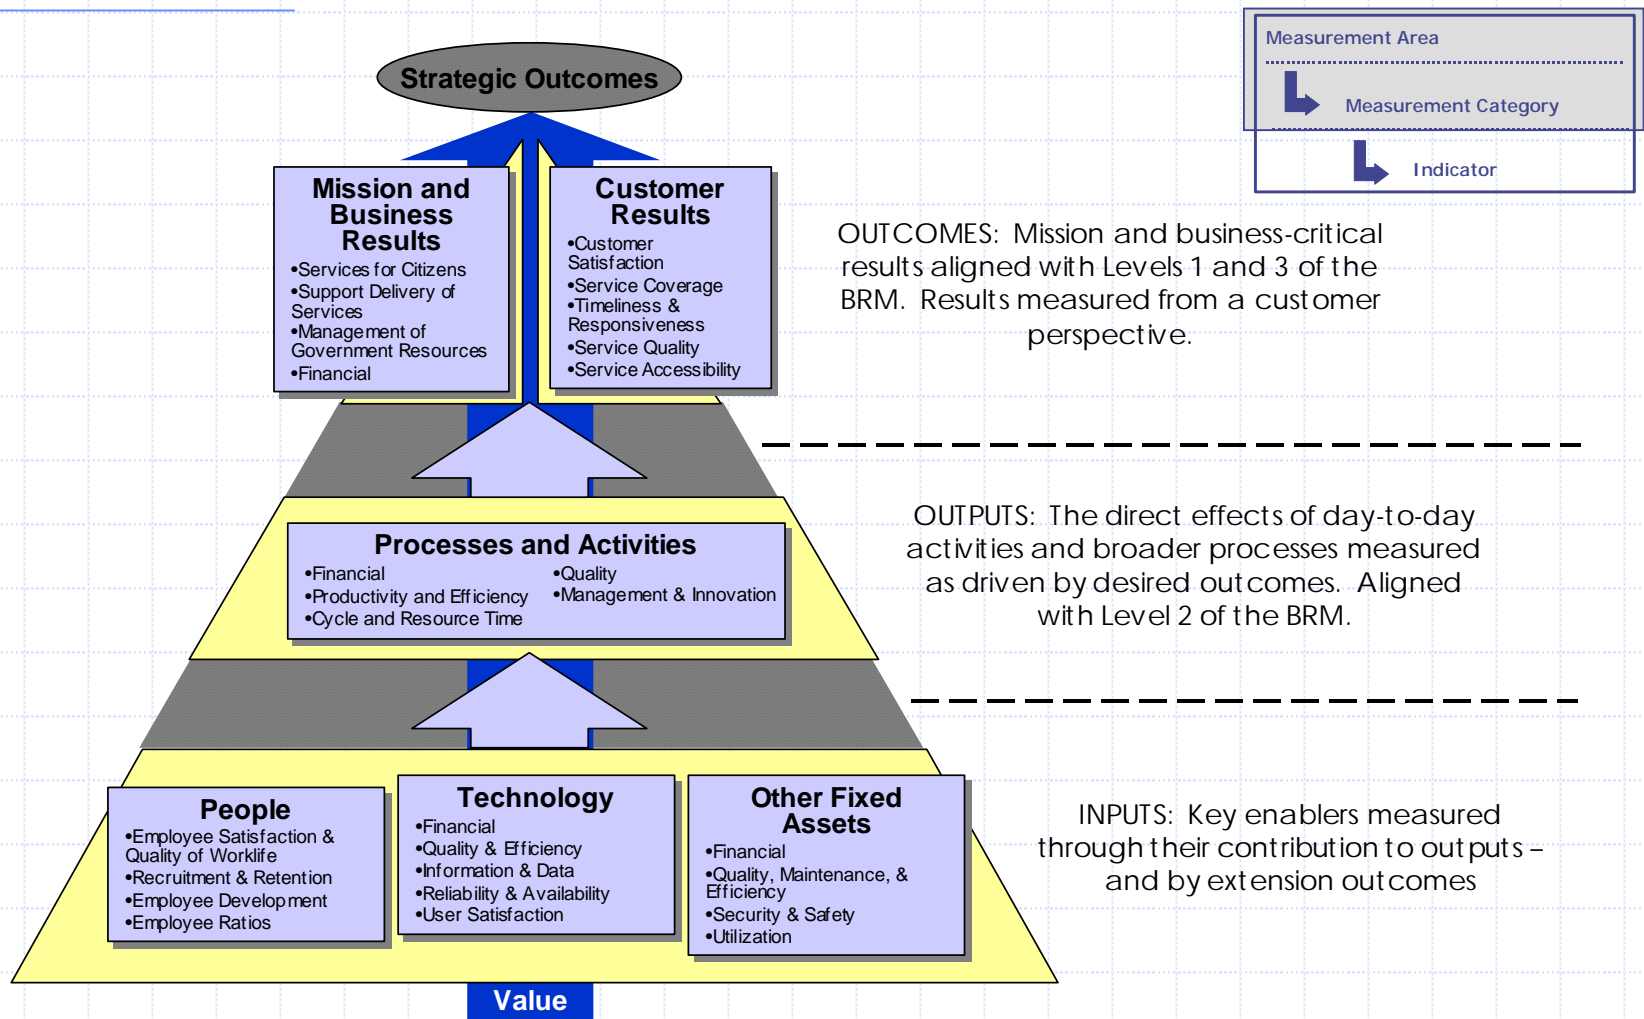 Strategic Outcomes
Measurement Area
Measurement Category
Indicator
Mission and
Business
Results
•Services for Citizens
•Support Delivery of
Services
•Management of
Government Resources
•Financial
Customer
Results
•Customer
Satisfaction
•Service Coverage
•Timeliness &
Responsiveness
•Service Quality
•Service Accessibility
OUTCOMES: Mission and business-critical
results aligned with Levels 1 and 3 of the
BRM. Results measured from a customer
perspective.
Processes and Activities
•Financial
•Productivity and Efficiency
•Cycle and Resource Time
•Quality
•Management & Innovation
OUTPUTS: The direct effects of day-to-day
activities and broader processes measured
as driven by desired outcomes. Aligned
with Level 2 of the BRM.
People
•Employee Satisfaction &
Quality of Worklife
•Recruitment & Retention
•Employee Development
•Employee Ratios
Technology
•Financial
•Quality & Efficiency
•Information & Data
•Reliability & Availability
•User Satisfaction
Other Fixed
Assets
•Financial
•Quality, Maintenance, &
Efficiency
•Security & Safety
•Utilization
INPUTS: Key enablers measured
through their contribution to outputs –
and by extension outcomes
Value